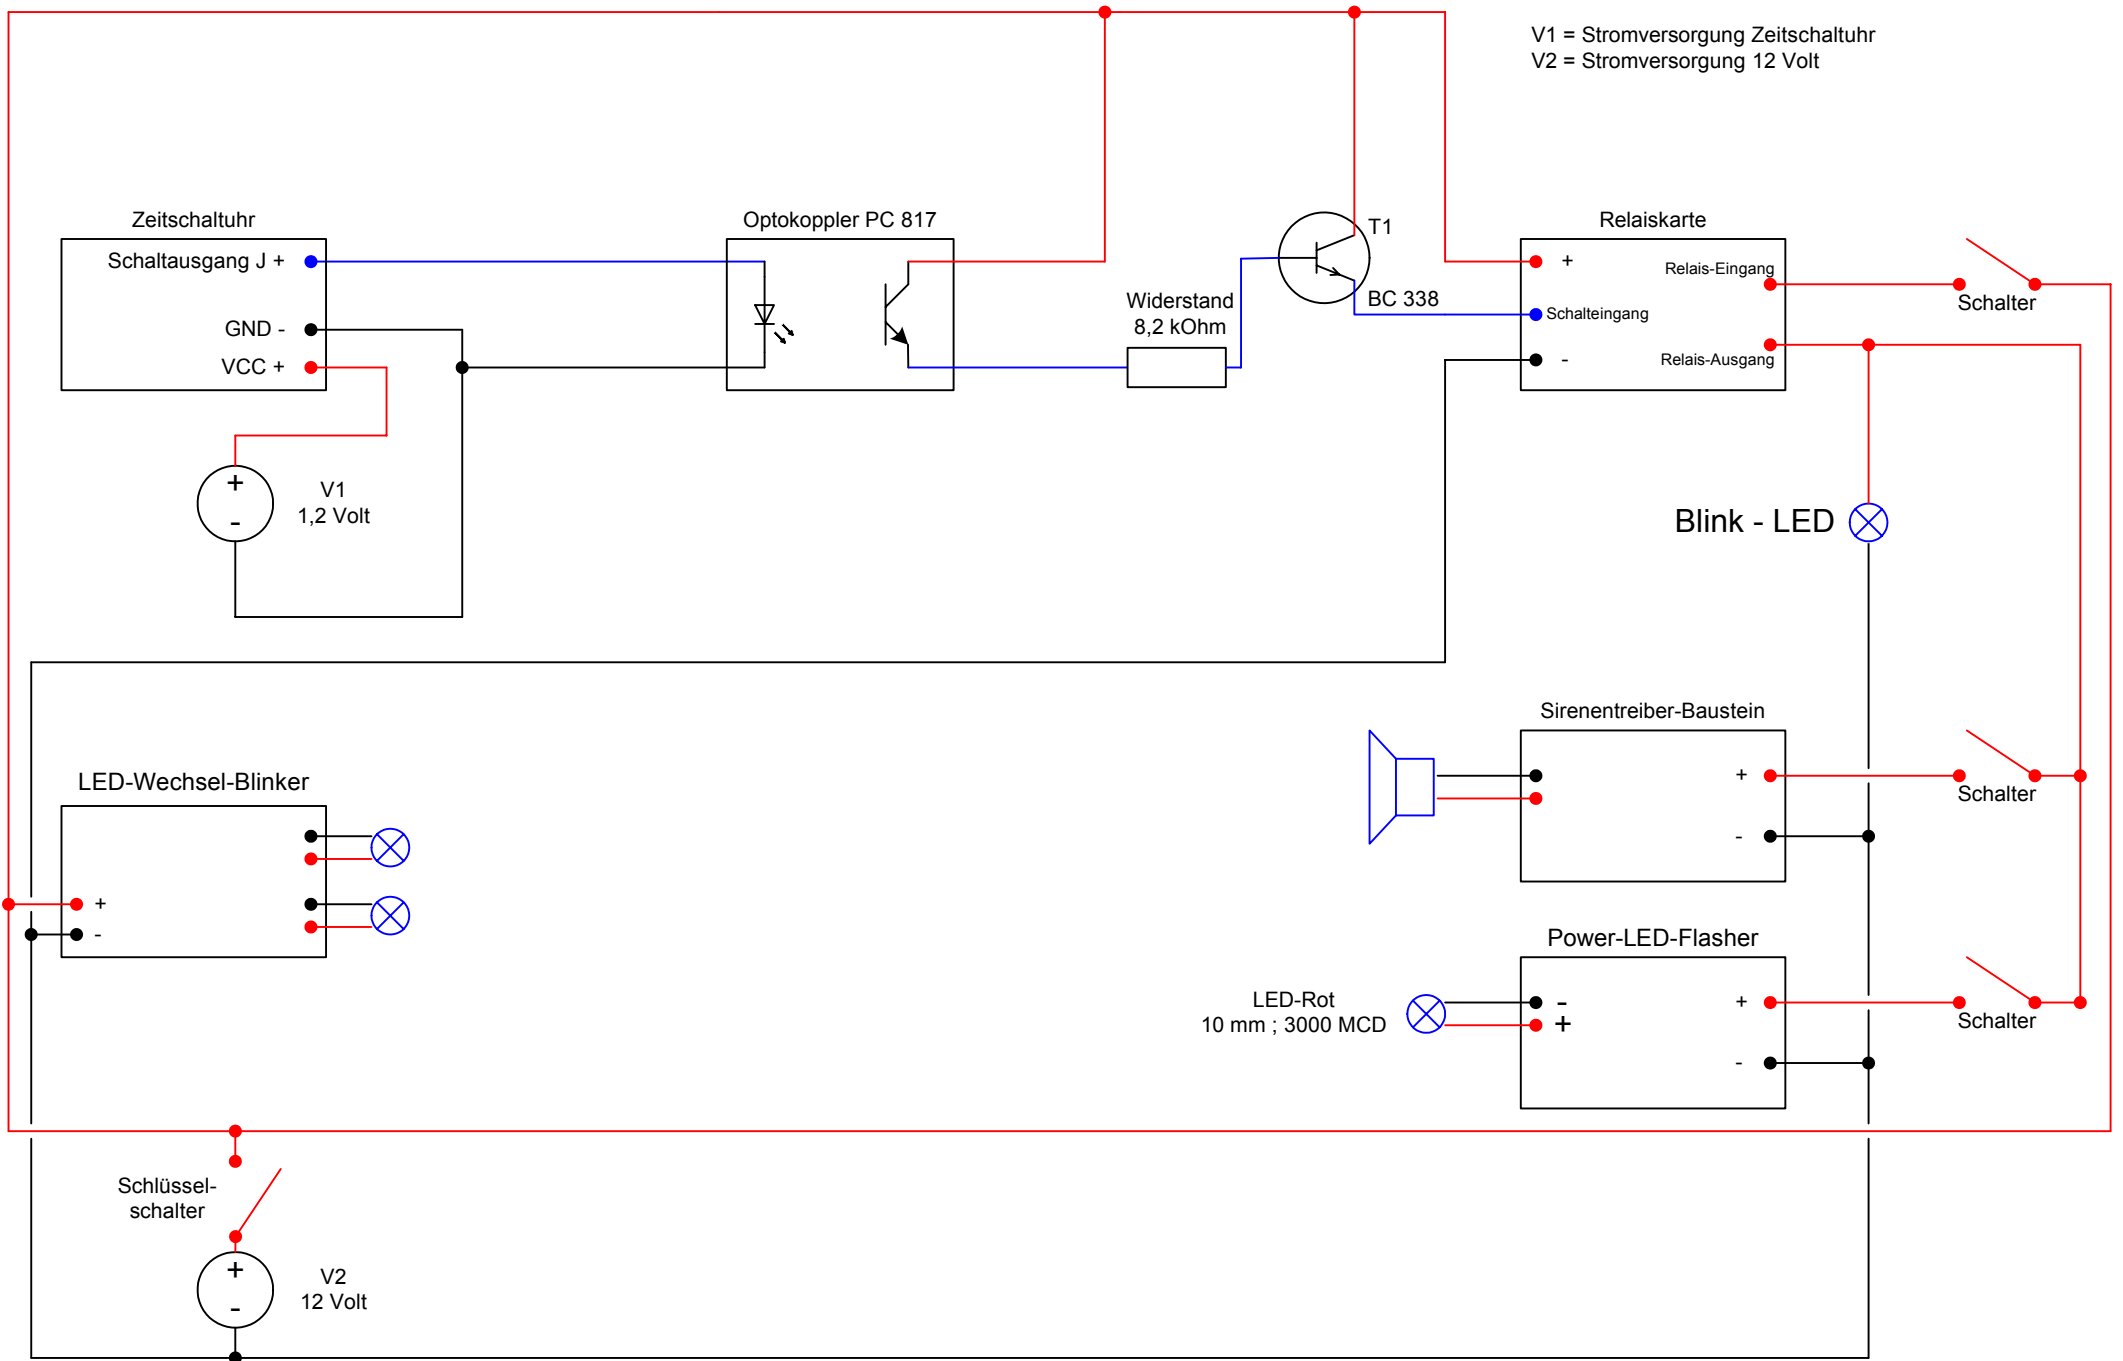 V1 = Stromversorgung Zeitschaltuhr
V2 = Stromversorgung 12 Volt
Zeitschaltuhr
Schaltausgang J +
GND -
VCC +
+
-
V1
1,2 Volt
Optokoppler PC 817
Widerstand
8,2 kOhm
T1
BC 338
Relaiskarte
+
Relais-Eingang
Schalteingang
Relais-Ausgang
-
Schalter
Blink - LED
Sirenentreiber-Baustein
+
-
Schalter
LED-Wechsel-Blinker
+
-
Power-LED-Flasher
LED-Rot
10 mm ; 3000 MCD
-
+
+
-
Schalter
Schlüssel-
schalter
+
-
V2
12 Volt